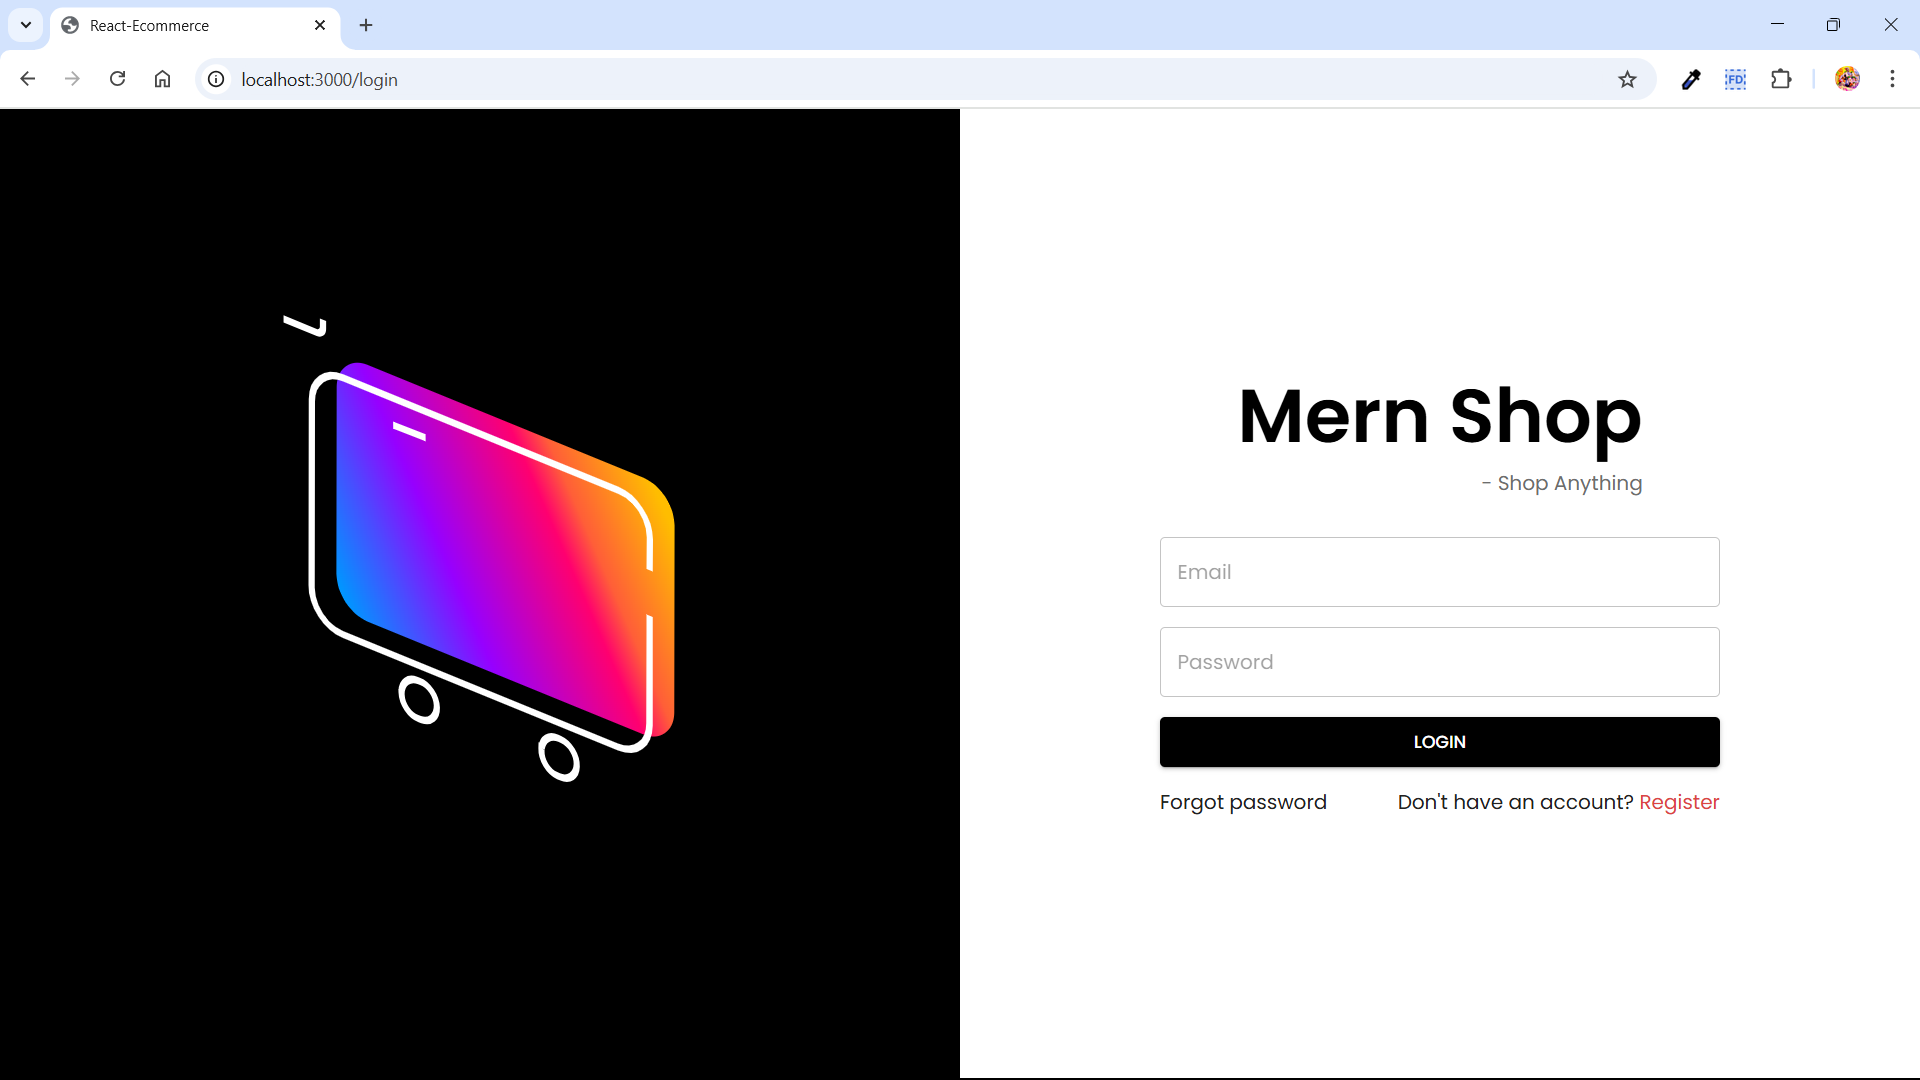 React-Ecommerce
localhost:3000/login
FD
Mern Shop
- Shop Anything
Email
Password
LOGIN
Forgot password
Don't have an account? Register